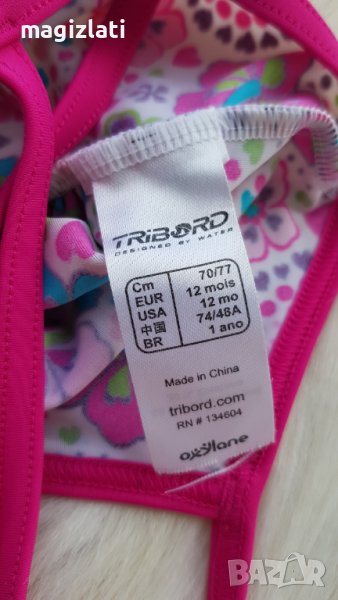 magizlati
TRIBORD
DESIGNED BY WATER
Cm 70/77
EUR 12 mois
USA 12 mo
中国 74/48A
BR 1 ano
Made in China
tribord.com
RN # 134604
oxylane
BAZAR